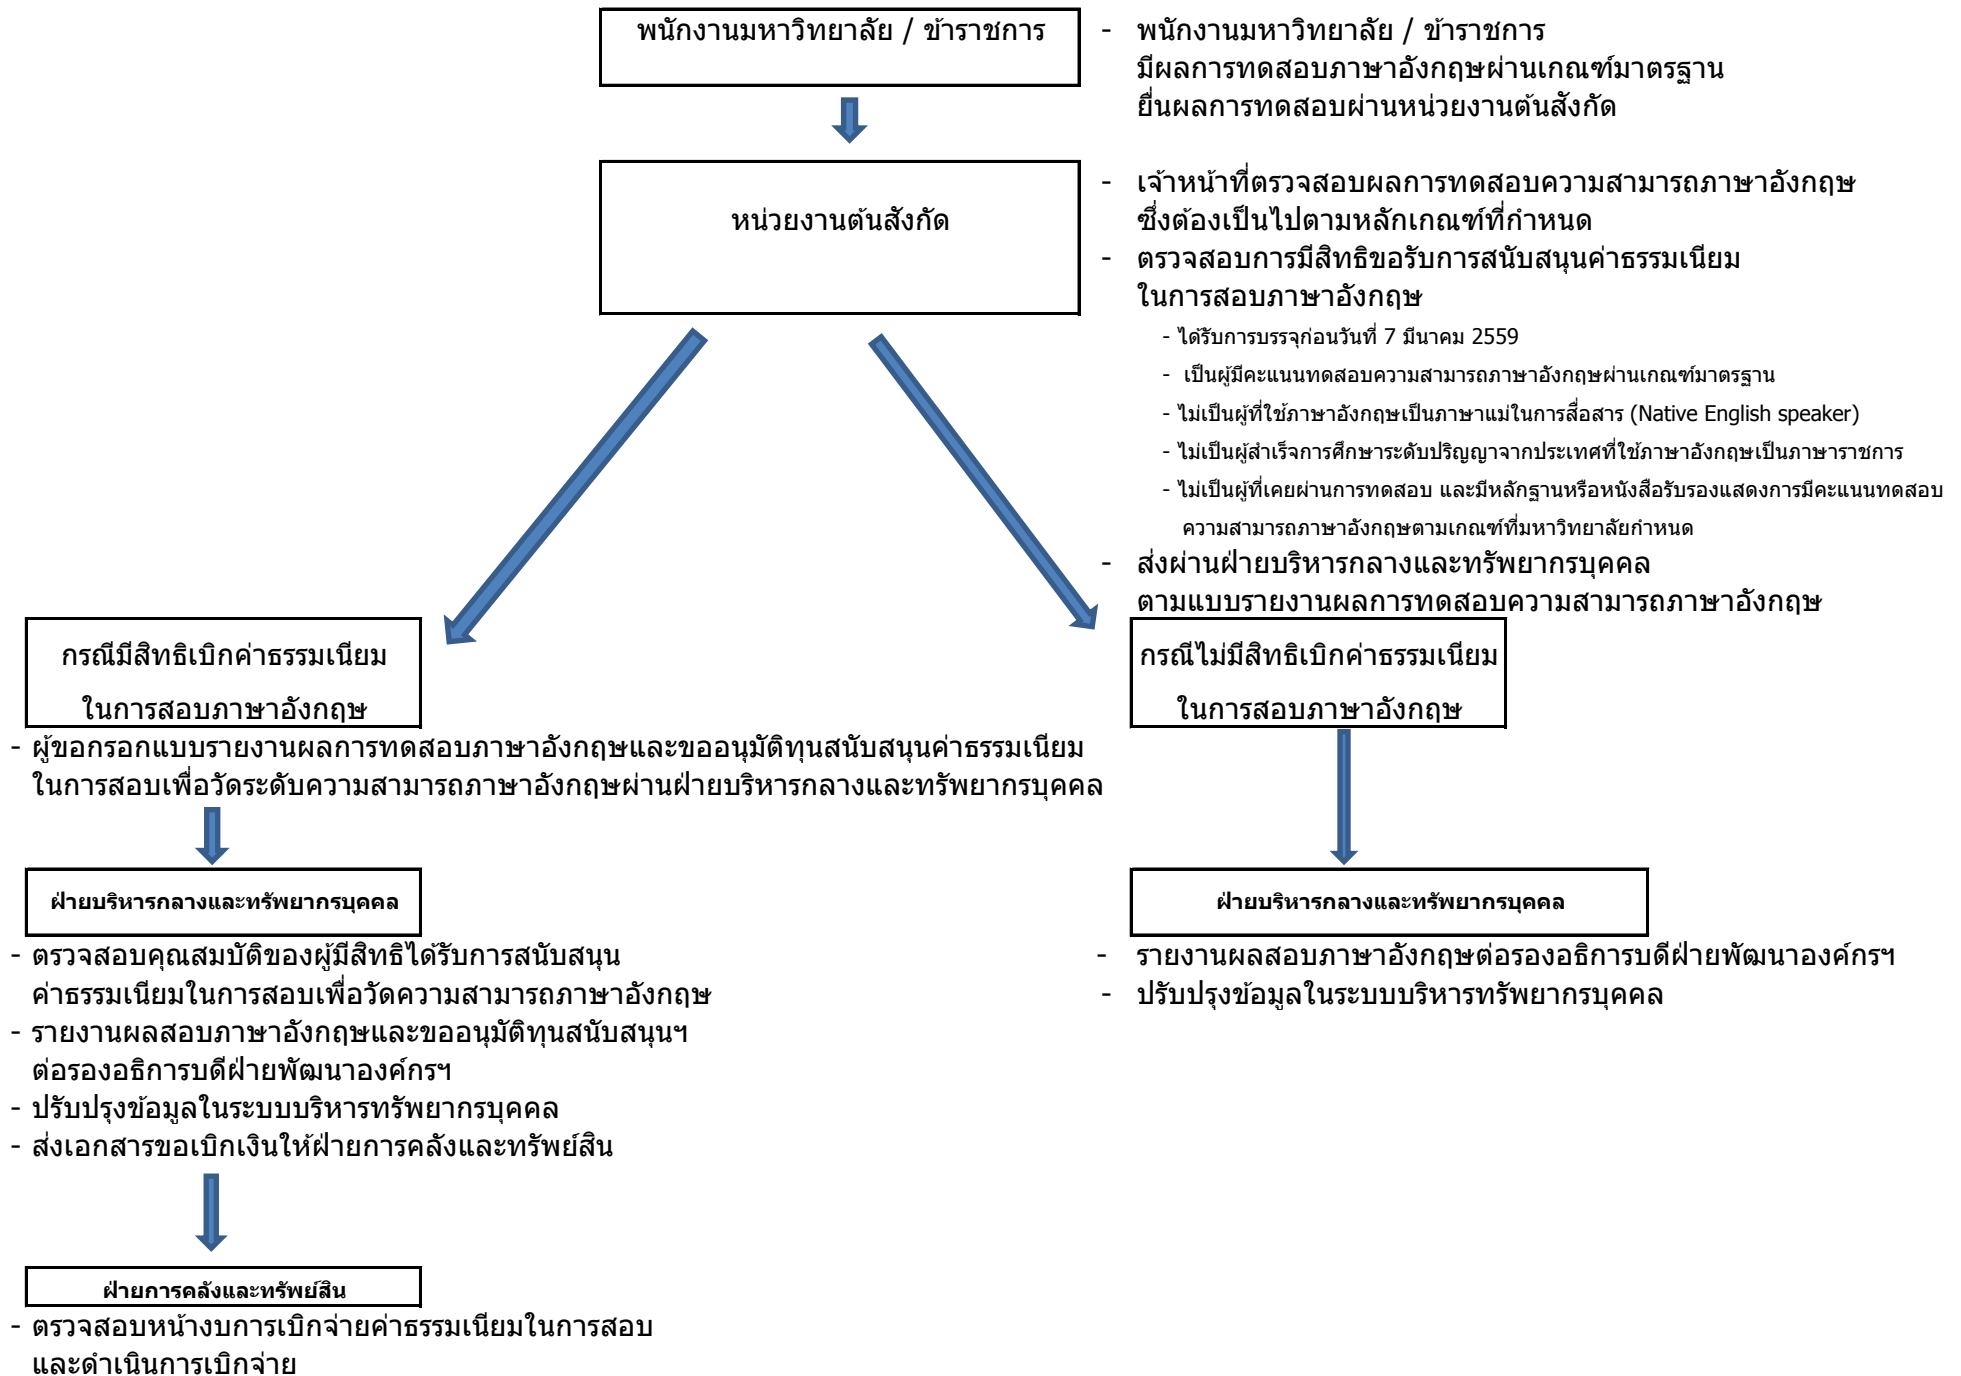 พนักงานมหาวิทยาลัย / ข้าราชการ
- พนักงานมหาวิทยาลัย / ข้าราชการ
มีผลการทดสอบภาษาอังกฤษผ่านเกณฑ์มาตรฐาน
ยื่นผลการทดสอบผ่านหน่วยงานต้นสังกัด
หน่วยงานต้นสังกัด
- เจ้าหน้าที่ตรวจสอบผลการทดสอบความสามารถภาษาอังกฤษ
ซึ่งต้องเป็นไปตามหลักเกณฑ์ที่กำหนด
- ตรวจสอบการมีสิทธิขอรับการสนับสนุนค่าธรรมเนียม
ในการสอบภาษาอังกฤษ
- ได้รับการบรรจุก่อนวันที่ 7 มีนาคม 2559
- เป็นผู้มีคะแนนทดสอบความสามารถภาษาอังกฤษผ่านเกณฑ์มาตรฐาน
- ไม่เป็นผู้ที่ใช้ภาษาอังกฤษเป็นภาษาแม่ในการสื่อสาร (Native English speaker)
- ไม่เป็นผู้สำเร็จการศึกษาระดับปริญญาจากประเทศที่ใช้ภาษาอังกฤษเป็นภาษาราชการ
- ไม่เป็นผู้ที่เคยผ่านการทดสอบ และมีหลักฐานหรือหนังสือรับรองแสดงการมีคะแนนทดสอบ
ความสามารถภาษาอังกฤษตามเกณฑ์ที่มหาวิทยาลัยกำหนด
- ส่งผ่านฝ่ายบริหารกลางและทรัพยากรบุคคล
ตามแบบรายงานผลการทดสอบความสามารถภาษาอังกฤษ
กรณีมีสิทธิเบิกค่าธรรมเนียม
ในการสอบภาษาอังกฤษ
- ผู้ขอกรอกแบบรายงานผลการทดสอบภาษาอังกฤษและขออนุมัติทุนสนับสนุนค่าธรรมเนียม
ในการสอบเพื่อวัดระดับความสามารถภาษาอังกฤษผ่านฝ่ายบริหารกลางและทรัพยากรบุคคล
ฝ่ายบริหารกลางและทรัพยากรบุคคล
- ตรวจสอบคุณสมบัติของผู้มีสิทธิได้รับการสนับสนุน
ค่าธรรมเนียมในการสอบเพื่อวัดความสามารถภาษาอังกฤษ
- รายงานผลสอบภาษาอังกฤษและขออนุมัติทุนสนับสนุนฯ
ต่อรองอธิการบดีฝ่ายพัฒนาองค์กรฯ
- ปรับปรุงข้อมูลในระบบบริหารทรัพยากรบุคคล
- ส่งเอกสารขอเบิกเงินให้ฝ่ายการคลังและทรัพย์สิน
ฝ่ายการคลังและทรัพย์สิน
- ตรวจสอบหน้างบการเบิกจ่ายค่าธรรมเนียมในการสอบ
และดำเนินการเบิกจ่าย
กรณีไม่มีสิทธิเบิกค่าธรรมเนียม
ในการสอบภาษาอังกฤษ
ฝ่ายบริหารกลางและทรัพยากรบุคคล
- รายงานผลสอบภาษาอังกฤษต่อรองอธิการบดีฝ่ายพัฒนาองค์กรฯ
- ปรับปรุงข้อมูลในระบบบริหารทรัพยากรบุคคล